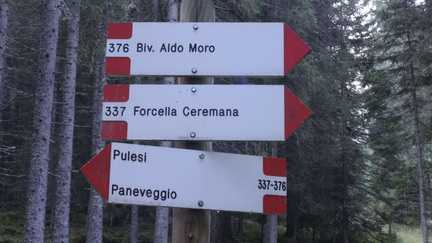 376 Biv. Aldo Moro
337 Forcella Ceremana
Pulesi
Paneveggio 337-376